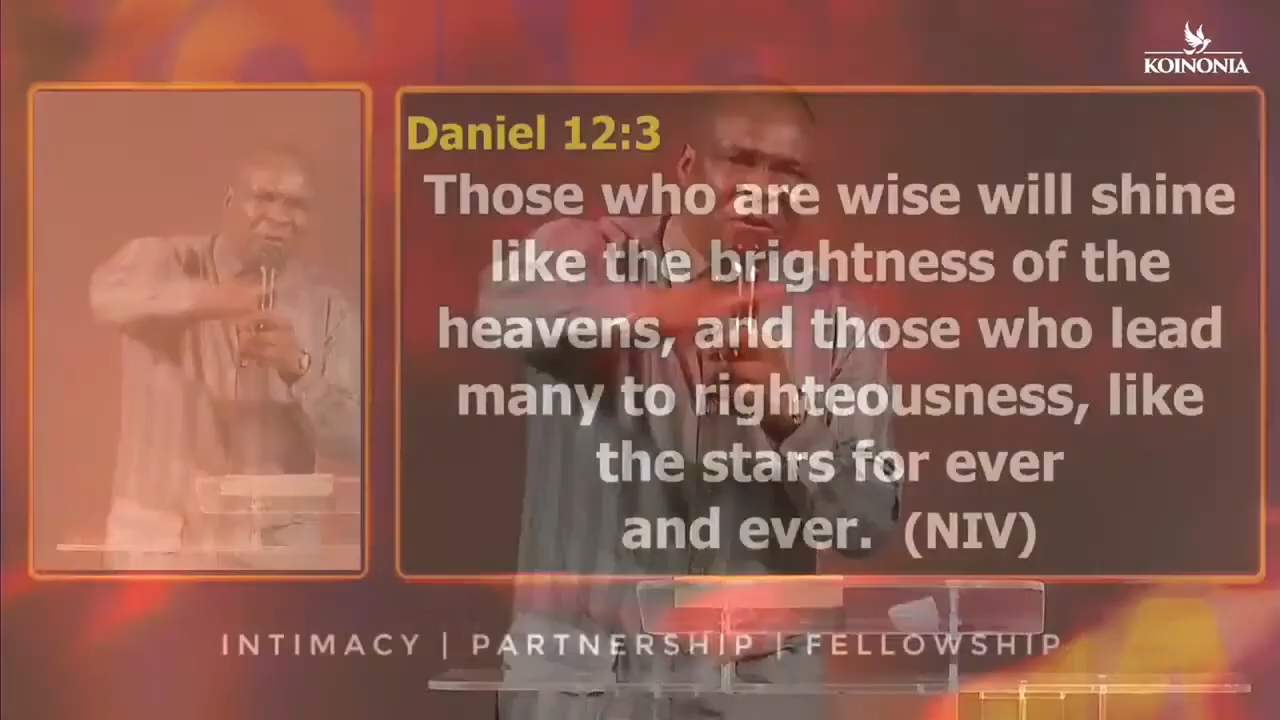 KOINONIA
Daniel 12:3
Those who are wise will shine
like the brightness of the
heavens, and those who lead
many to righteousness, like
the stars for ever
and ever. (NIV)
INTIMACY | PARTNERSHIP | FELLOWSHIP